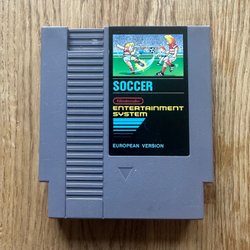 SOCCER
Nintendo
ENTERTAINMENT
SYSTEM
EUROPEAN VERSION